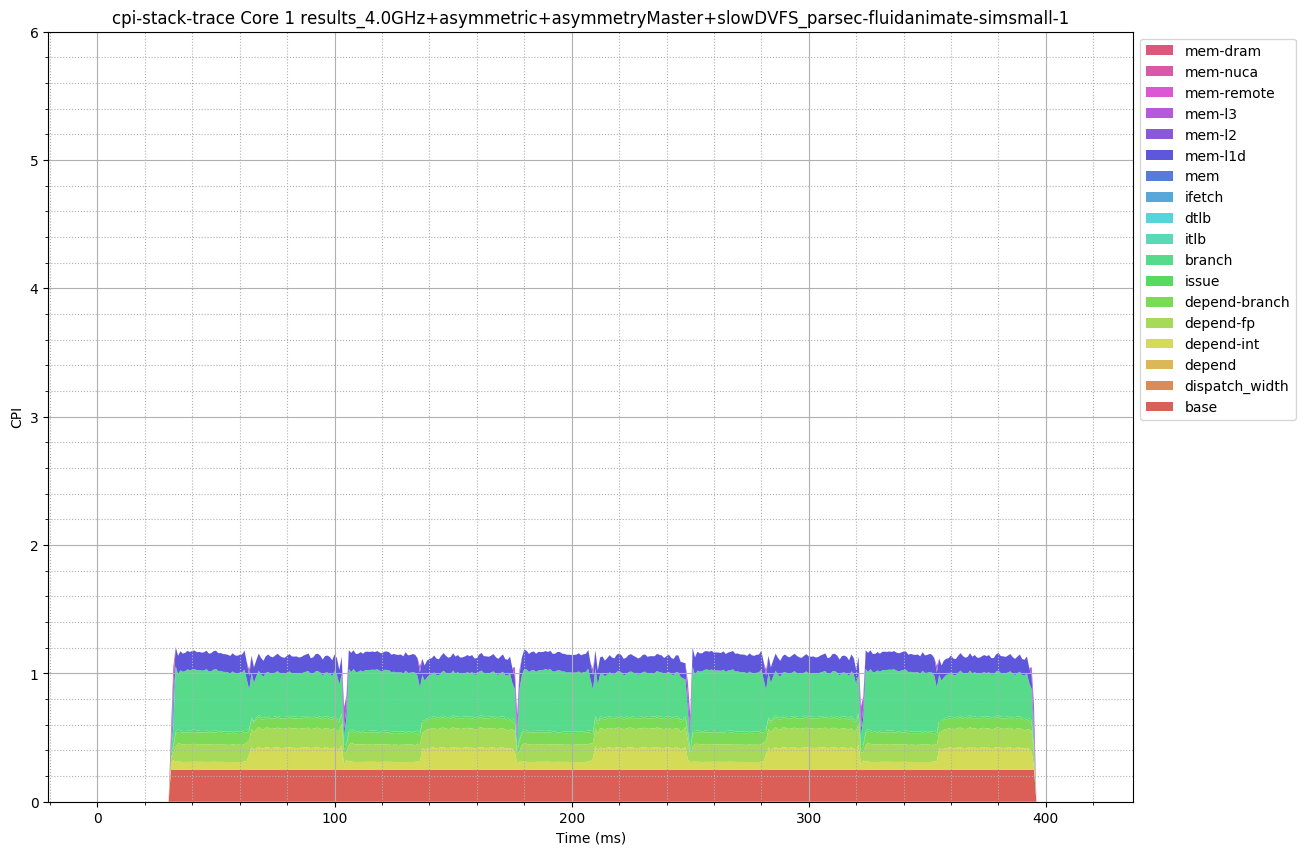 cpi-stack-trace Core 1 results_4.0GHz+asymmetric+asymmetryMaster+slowDVFS_parsec-fluidanimate-simsmall-1
6
5
4
3
2
1
0
CPI
0
100
200
300
400
Time (ms)
mem-dram
mem-nuca
mem-remote
mem-l3
mem-l2
mem-l1d
mem
ifetch
dtlb
itlb
branch
issue
depend-branch
depend-fp
depend-int
depend
dispatch_width
base